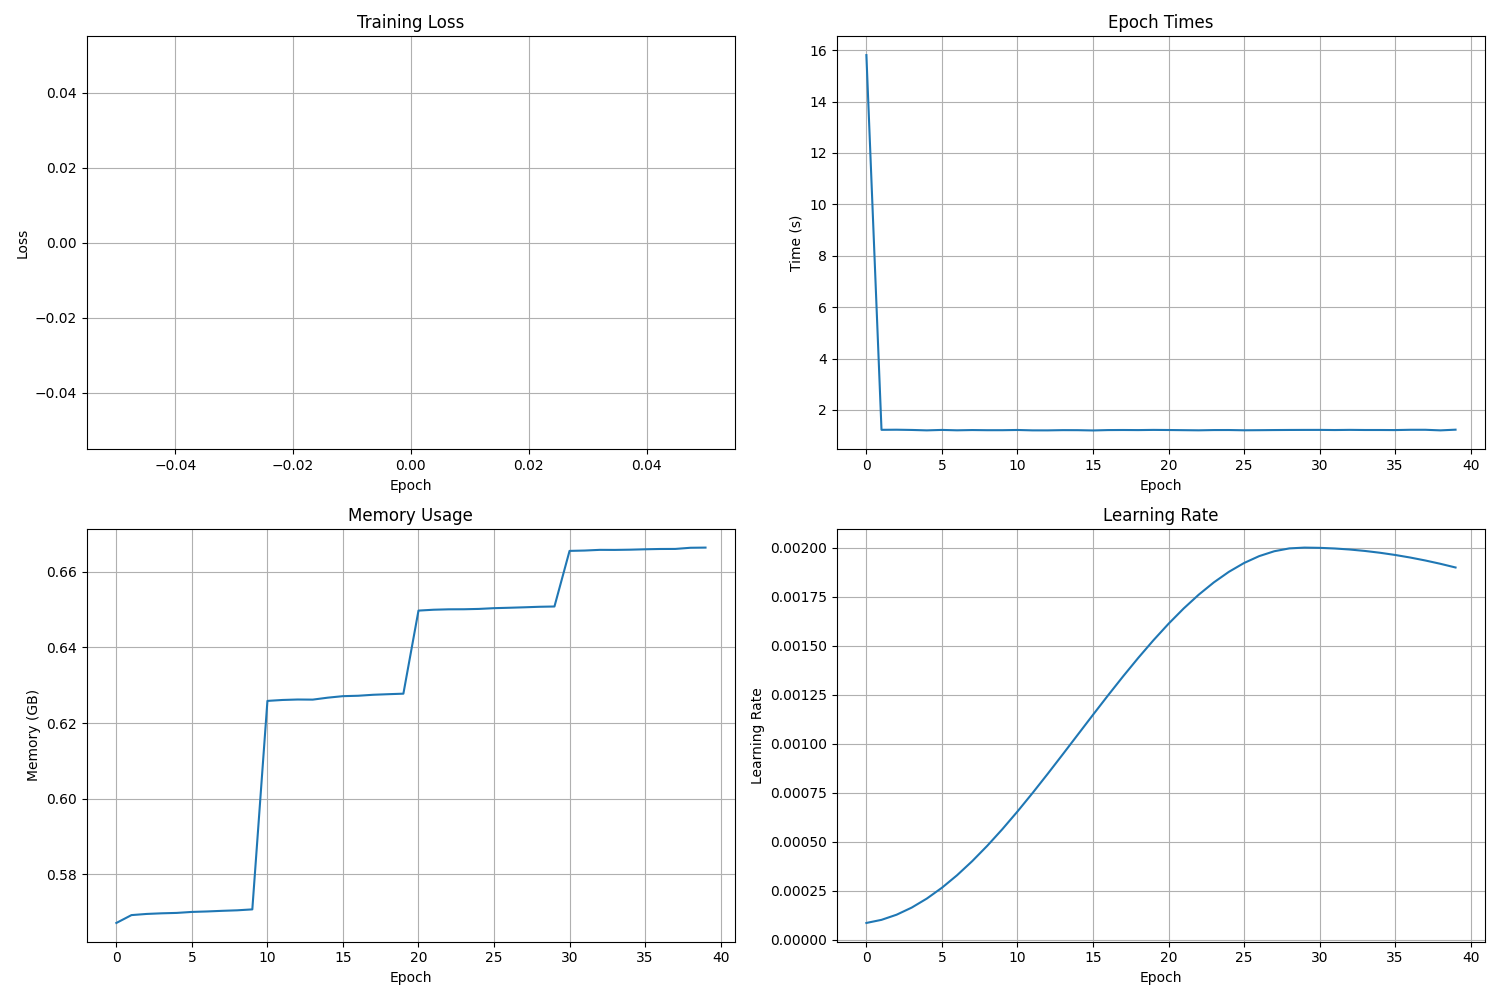 Training Loss
0.04
0.02
0.00
−0.02
−0.04
Loss
−0.04 −0.02 0.00 0.02 0.04
Epoch
Epoch Times
16
14
12
10
8
6
4
2
Time (s)
0 5 10 15 20 25 30 35 40
Epoch
Memory Usage
0.66
0.64
0.62
0.60
0.58
Memory (GB)
0 5 10 15 20 25 30 35 40
Epoch
Learning Rate
0.00200
0.00175
0.00150
0.00125
0.00100
0.00075
0.00050
0.00025
0.00000
Learning Rate
0 5 10 15 20 25 30 35 40
Epoch